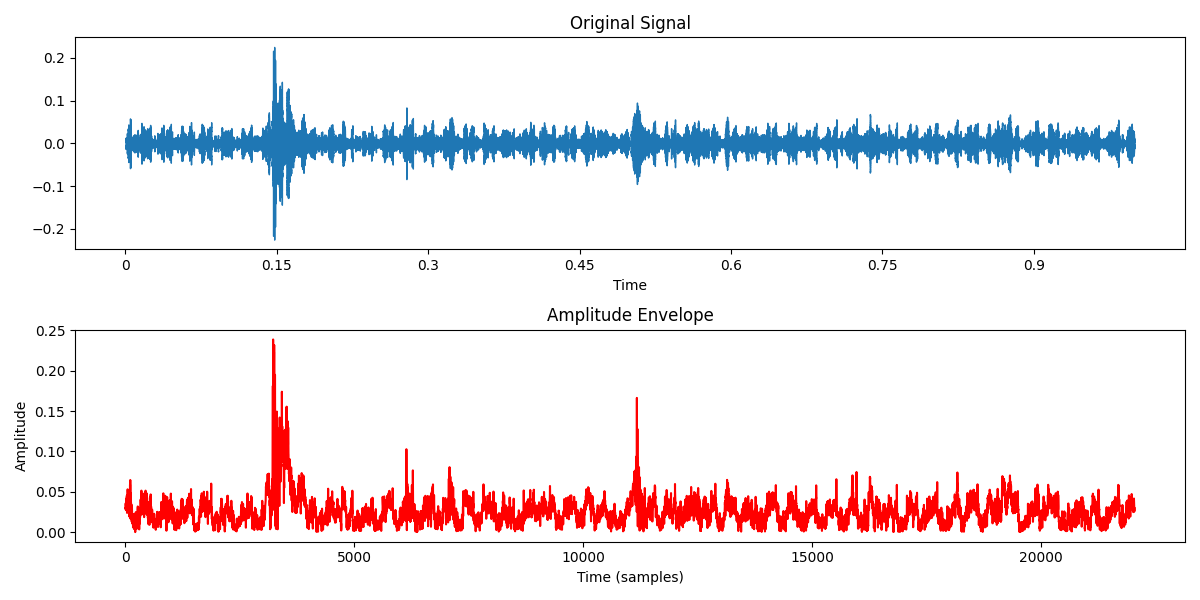 Original Signal
0.2
0.1
0.0
−0.1
−0.2
0 0.15 0.3 0.45 0.6 0.75 0.9
Time
Amplitude Envelope
Amplitude
0.25
0.20
0.15
0.10
0.05
0.00
0 5000 10000 15000 20000
Time (samples)